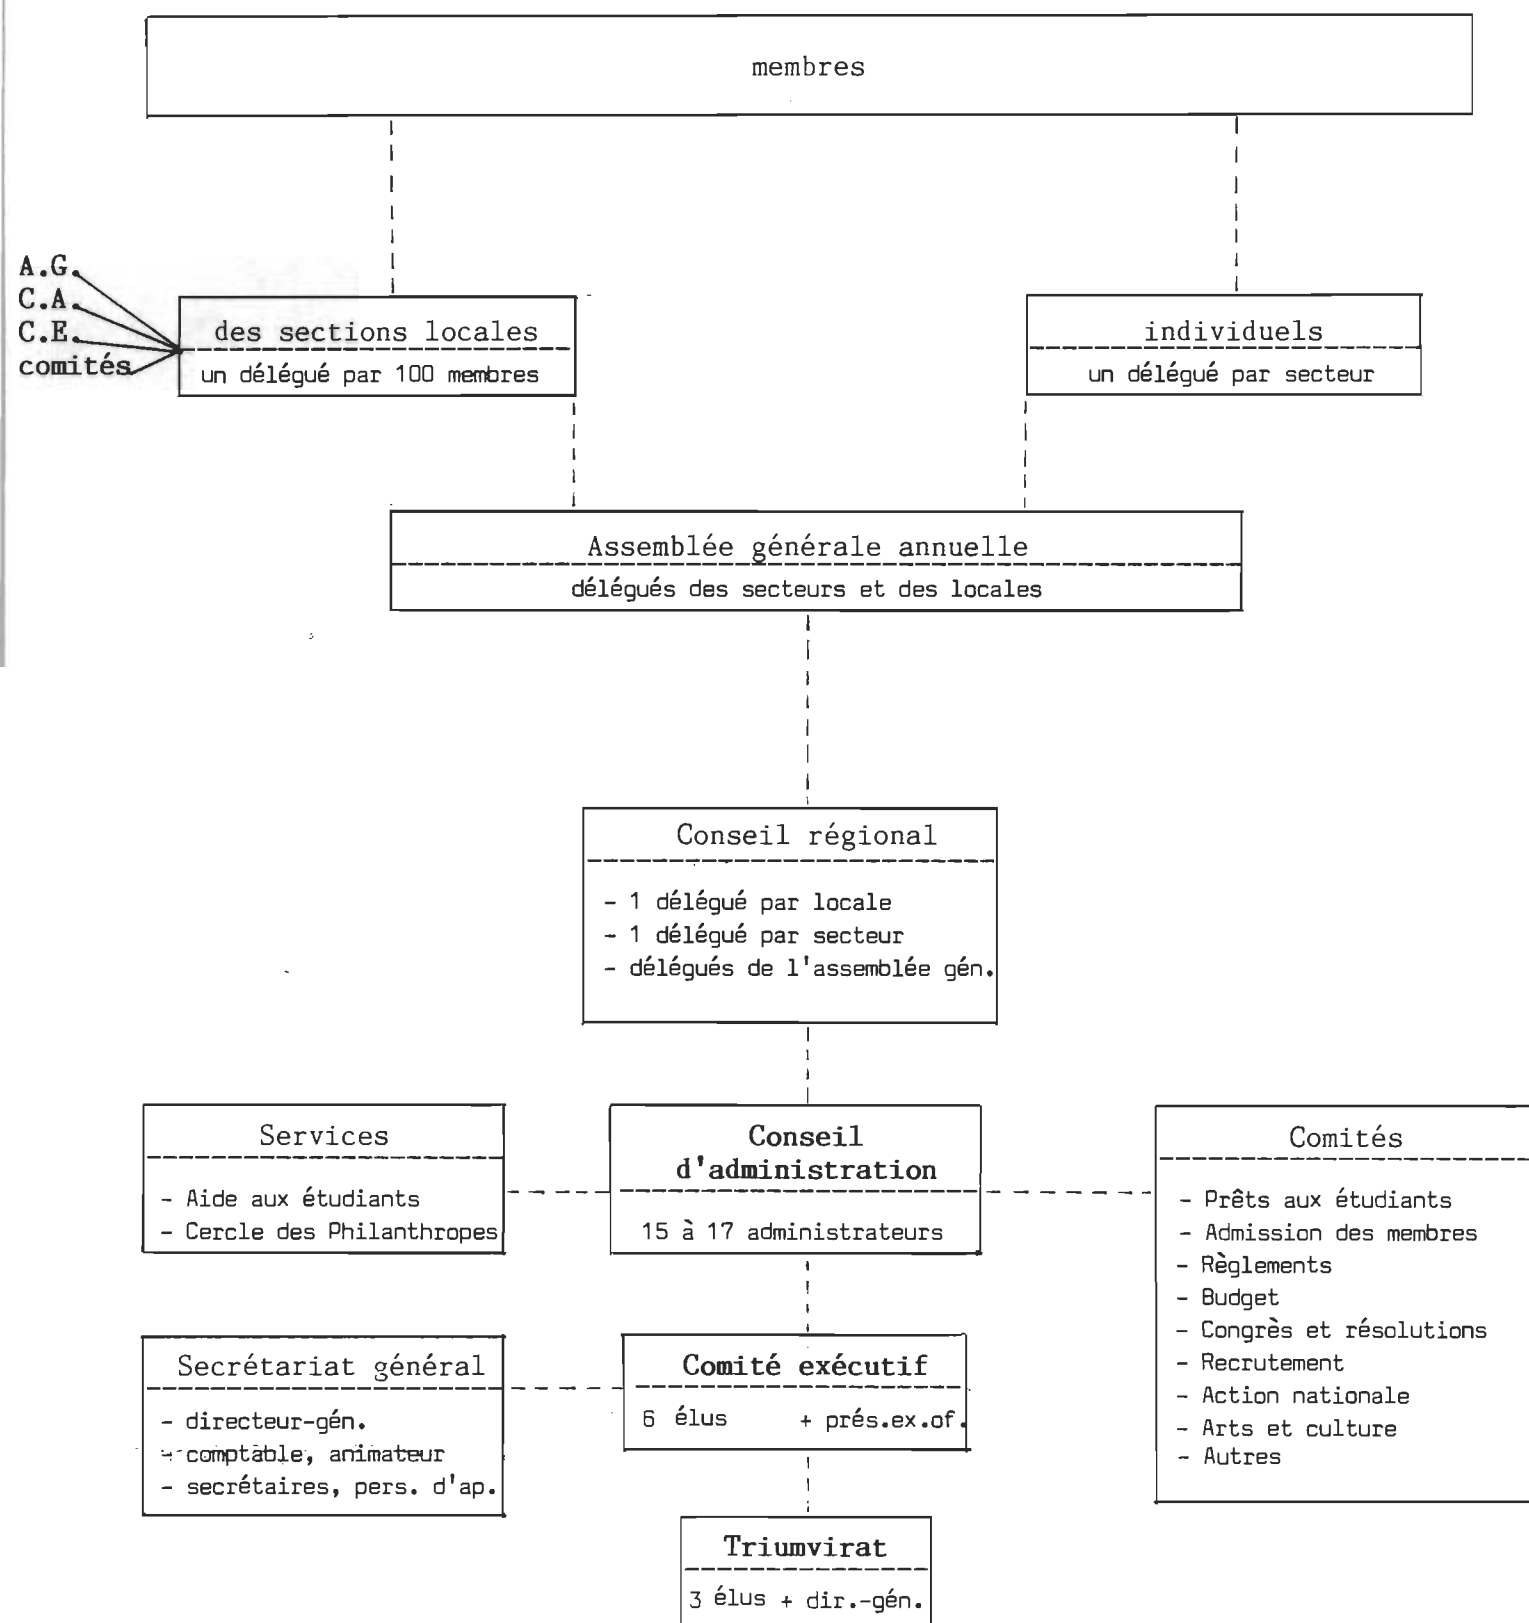 membres
A.G.
C.A.
C.E.
comités
des sections locales
un délégué par 100 membres
individuels
un délégué par secteur
Assemblée générale annuelle
délégués des secteurs et des locales
Conseil régional
- 1 délégué par locale
- 1 délégué par secteur
- délégués de l'assemblée gén.
Services
- Aide aux étudiants
- Cercle des Philanthropes
Conseil
d'administration
15 à 17 administrateurs
Comités
- Prêts aux étudiants
- Admission des membres
- Règlements
- Budget
- Congrès et résolutions
- Recrutement
- Action nationale
- Arts et culture
- Autres
Secrétariat général
- directeur-gén.
- comptable, animateur
- secrétaires, pers. d'ap.
Comité exécutif
6 élus + prés.ex.of.
Triumvirat
3 élus + dir.-gén.